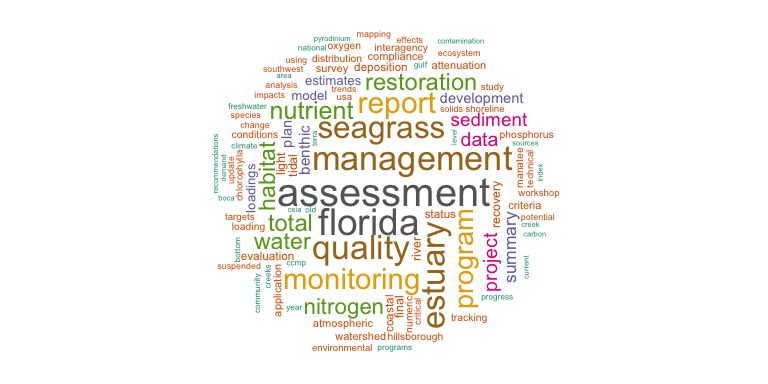 pyrodinium
mapping
national
oxygen
effects
interagency
contamination
using
distribution
compliance
ecosystem
southwest
survey
deposition
gulf
attenuation
area
analysis
estimates
trends
restoration
study
impacts
model
usa
report
development
freshwater
nutrient
solids
shoreline
species
seagrass
sediment
change
plan
conditions
terra
benthic
level
data
phosphorus
sources
climate
light
tidal
management
recommendations
demand
update
chlorophylla
habitat
manatee
technical
index
boca
loadings
assessment
recovery
workshop
targets
ceia
old
florida
status
criteria
loading
total
potential
creek
water
quality
river
estuary
program
project
summary
carbon
bottom
evaluation
suspended
ccmp
current
community
creeks
application
monitoring
progress
year
nitrogen
coastal
final
numeric
critical
tracking
atmospheric
watershed
hillsborough
environmental
programs